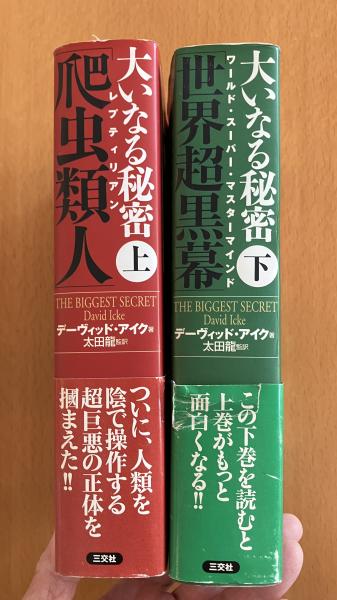 大いなる秘密 上
レプティリアン
「爬虫類人」
THE BIGGEST SECRET
David Icke
デーヴィッド・アイク著
太田龍監訳
ついに、人類を
陰で操作する
超巨悪の正体を
摑まえた!!
三交社
大いなる秘密 下
ワールド・スーパー・マスターマインド
「世界超黒幕」
THE BIGGEST SECRET
David Icke
デーヴィッド・アイク著
太田龍監訳
この下巻を読むと
上巻がもっと
面白くなる!!
三交社